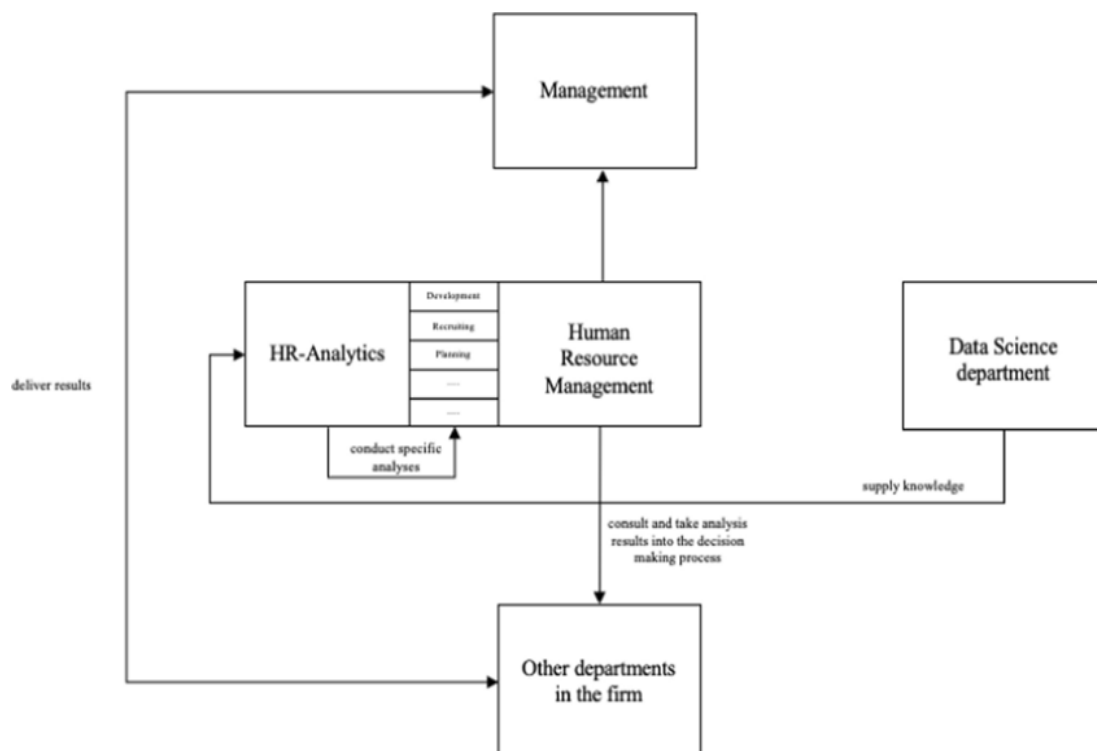 Management
Development
Recruiting
Planning
....
....
HR-Analytics
Human
Resource
Management
Data Science
department
deliver results
conduct specific
analyses
supply knowledge
consult and take analysis
results into the decision
making process
Other departments
in the firm